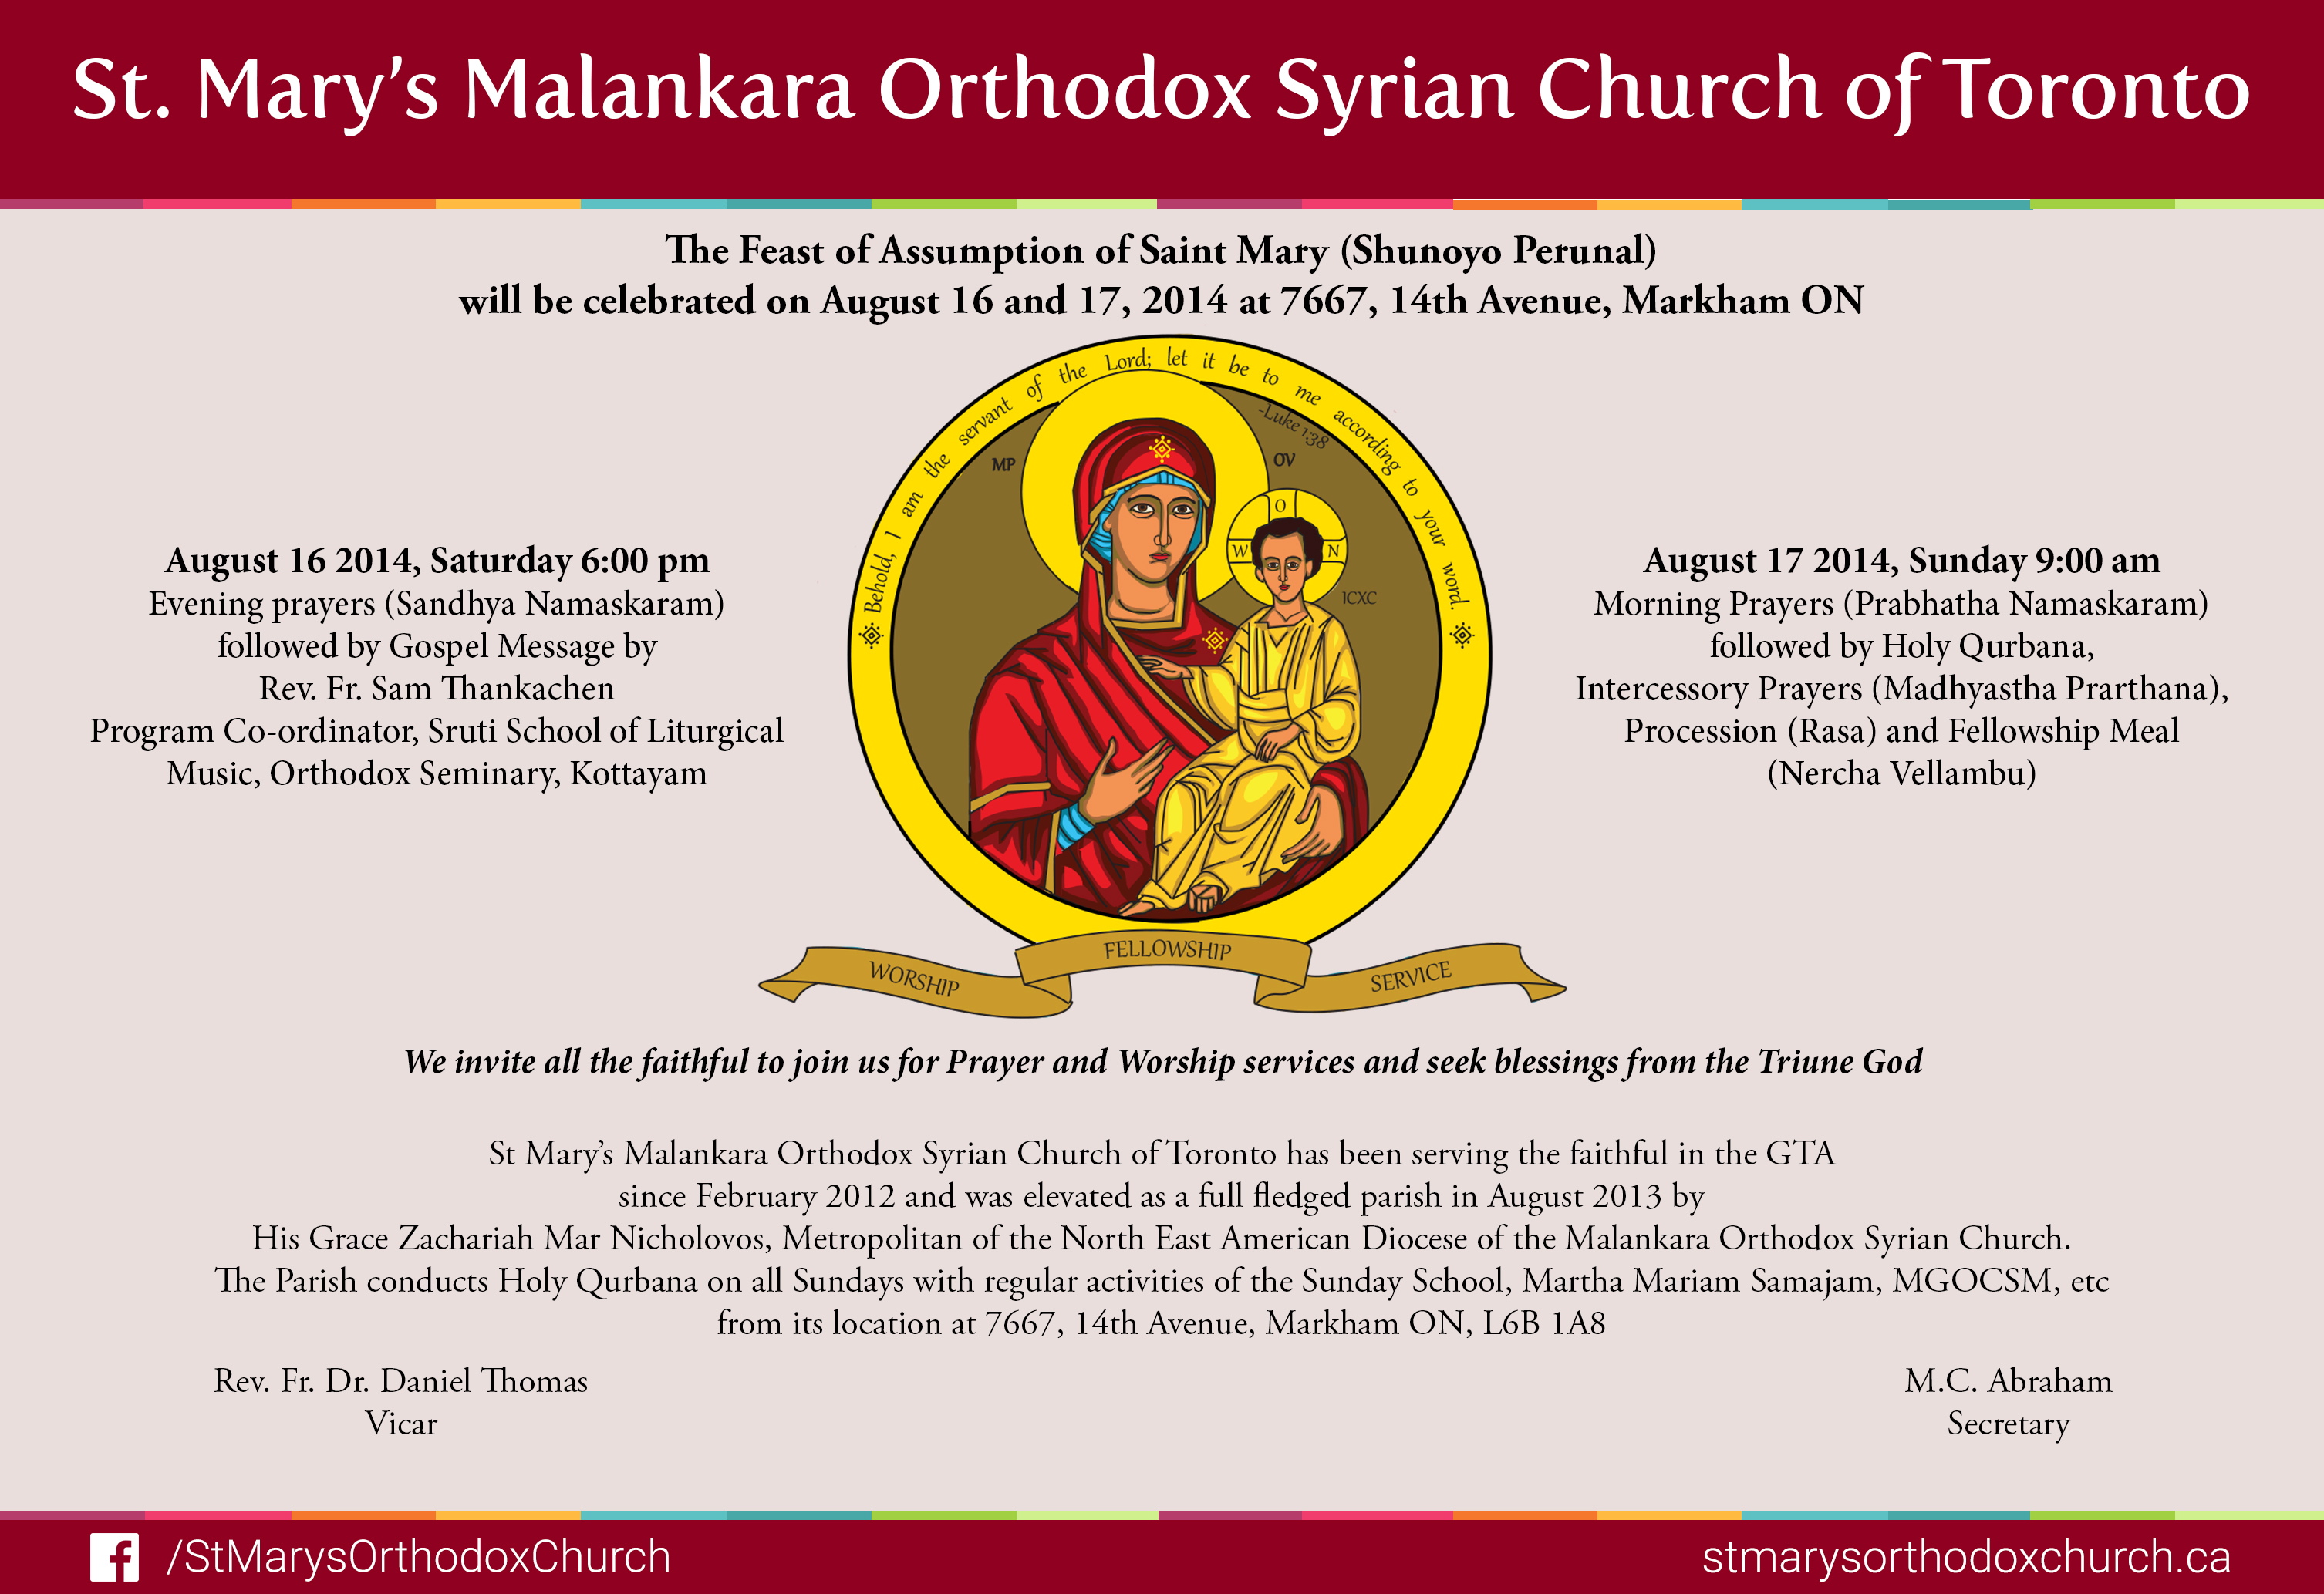 St. Mary’s Malankara Orthodox Syrian Church of Toronto
The Feast of Assumption of Saint Mary (Shunoyo Perunal)
will be celebrated on August 16 and 17, 2014 at 7667, 14th Avenue, Markham ON
Behold, I am the servant of the Lord; let it be to me according to your word.
-Luke 1:38
MP
OV
O
W
N
ICXC
August 16 2014, Saturday 6:00 pm
Evening prayers (Sandhya Namaskaram)
followed by Gospel Message by
Rev. Fr. Sam Thankachen
Program Co-ordinator, Sruti School of Liturgical
Music, Orthodox Seminary, Kottayam
August 17 2014, Sunday 9:00 am
Morning Prayers (Prabhatha Namaskaram)
followed by Holy Qurbana,
Intercessory Prayers (Madhyastha Prarthana),
Procession (Rasa) and Fellowship Meal
(Nercha Vellambu)
WORSHIP
FELLOWSHIP
SERVICE
We invite all the faithful to join us for Prayer and Worship services and seek blessings from the Triune God
St Mary’s Malankara Orthodox Syrian Church of Toronto has been serving the faithful in the GTA
since February 2012 and was elevated as a full fledged parish in August 2013 by
His Grace Zachariah Mar Nicholovos, Metropolitan of the North East American Diocese of the Malankara Orthodox Syrian Church.
The Parish conducts Holy Qurbana on all Sundays with regular activities of the Sunday School, Martha Mariam Samajam, MGOCSM, etc
from its location at 7667, 14th Avenue, Markham ON, L6B 1A8
Rev. Fr. Dr. Daniel Thomas
Vicar
M.C. Abraham
Secretary
/StMarysOrthodoxChurch
stmarysorthodoxchurch.ca